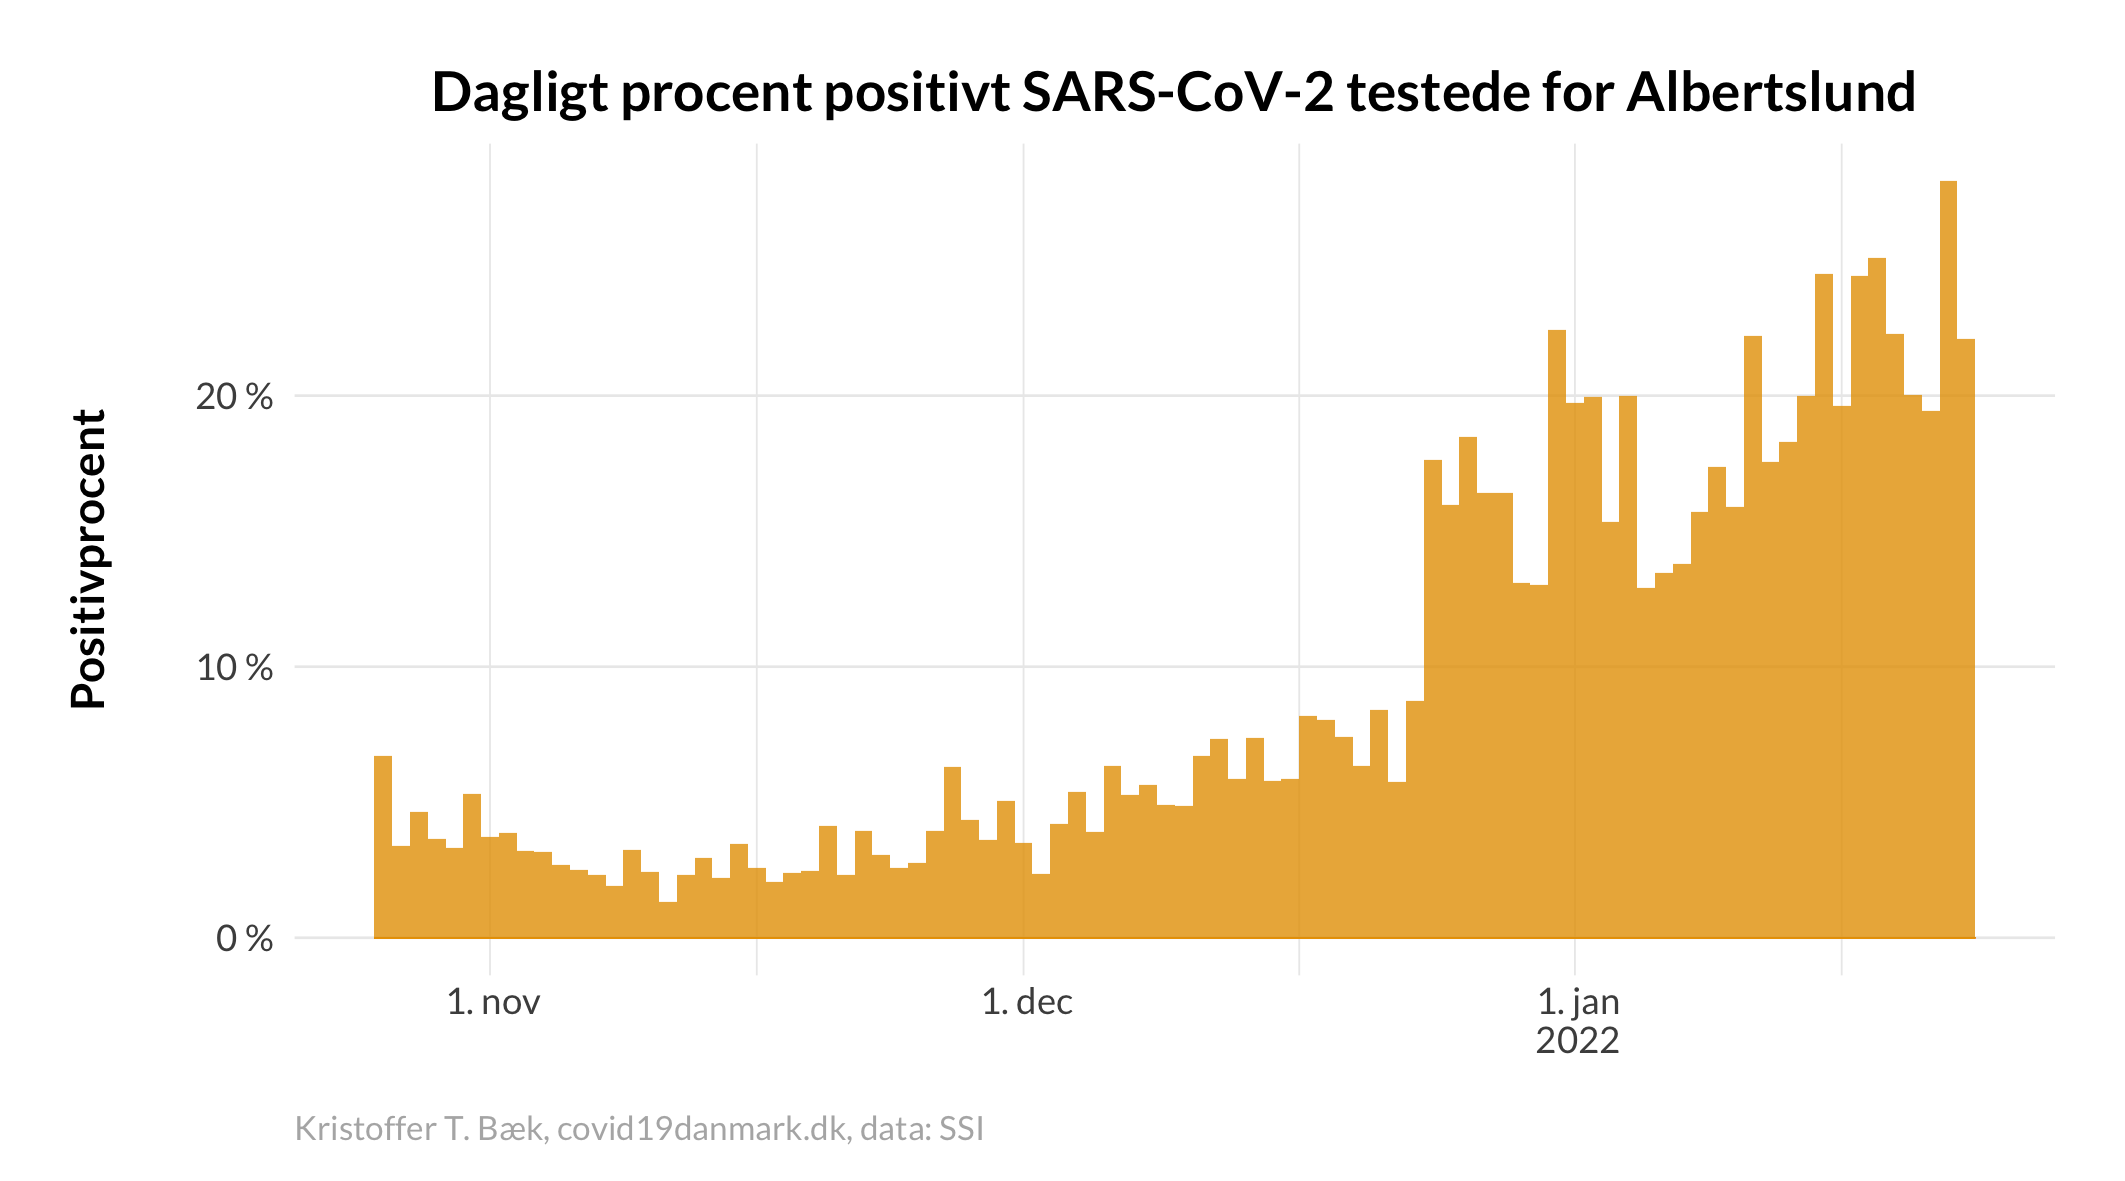 Dagligt procent positivt SARS-CoV-2 testede for Albertslund
Positivprocent
20 %
10 %
0 %
1. nov
1. dec
1. jan
2022
Kristoffer T. Bæk, covid19danmark.dk, data: SSI